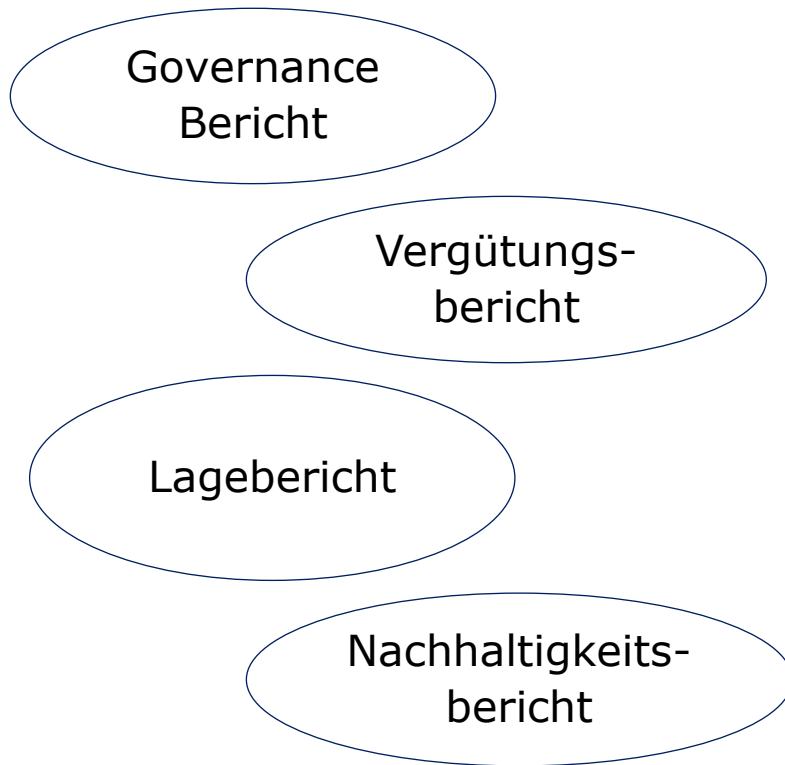 Governance
Bericht
Vergütungs-
bericht
Lagebericht
Nachhaltigkeits-
bericht